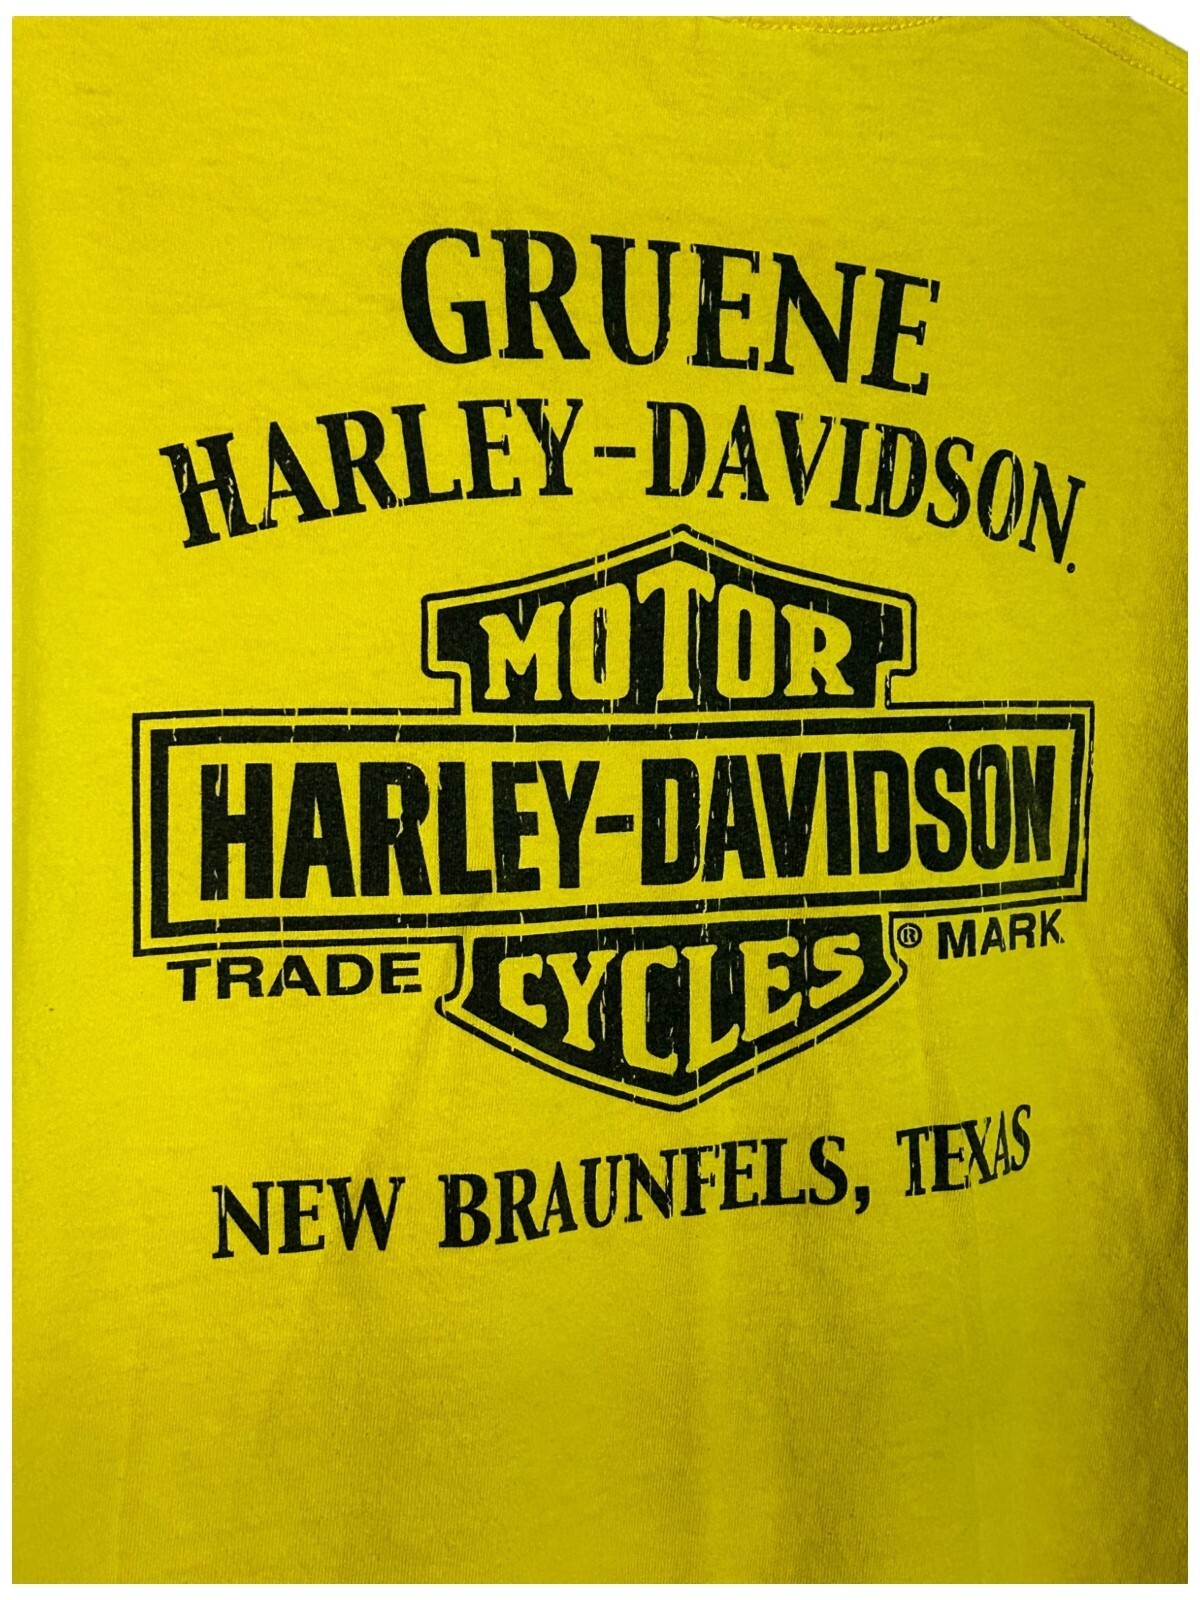 GRUENE
HARLEY-DAVIDSON.
MOTOR
HARLEY-DAVIDSON
CYCLES
TRADE ® MARK
NEW BRAUNFELS, TEXAS